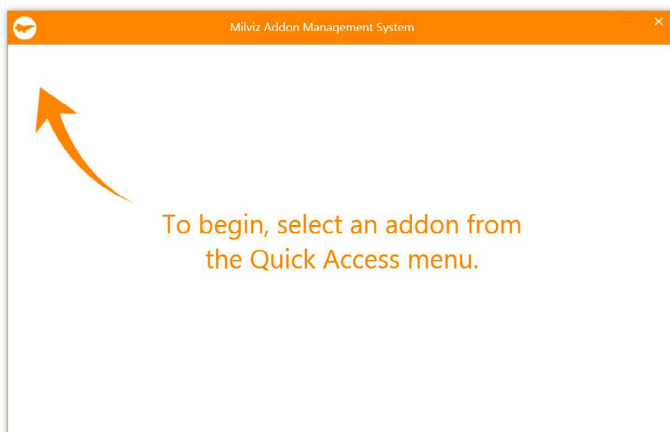 Milviz Addon Management System
To begin, select an addon from
the Quick Access menu.